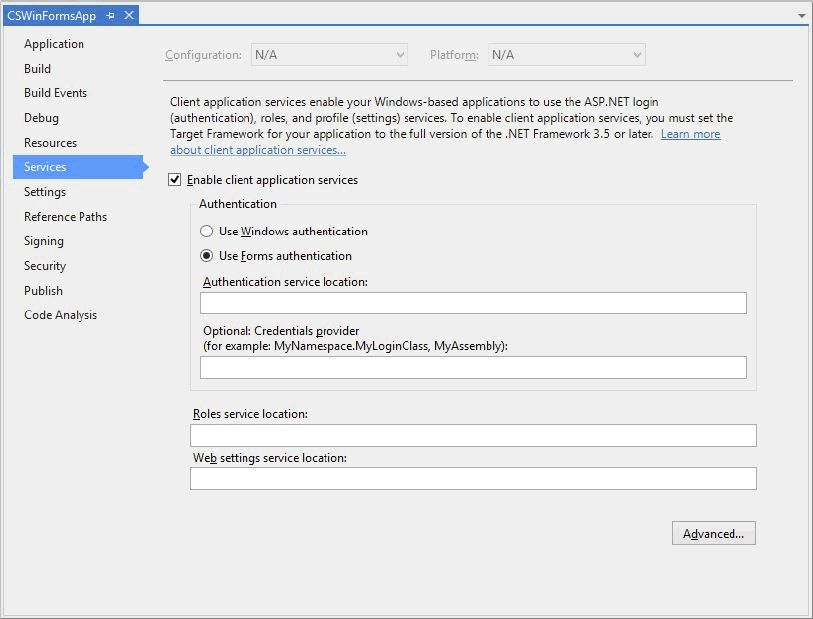 CSWinFormsApp
Application
Build
Build Events
Debug
Resources
Services
Settings
Reference Paths
Signing
Security
Publish
Code Analysis
Configuration: N/A Platform: N/A
Client application services enable your Windows-based applications to use the ASP.NET login
(authentication), roles, and profile (settings) services. To enable client application services, you must set the
Target Framework for your application to the full version of the .NET Framework 3.5 or later. Learn more
about client application services...
Enable client application services
Authentication
Use Windows authentication
Use Forms authentication
Authentication service location:
Optional: Credentials provider
(for example: MyNamespace.MyLoginClass, MyAssembly):
Roles service location:
Web settings service location:
Advanced...